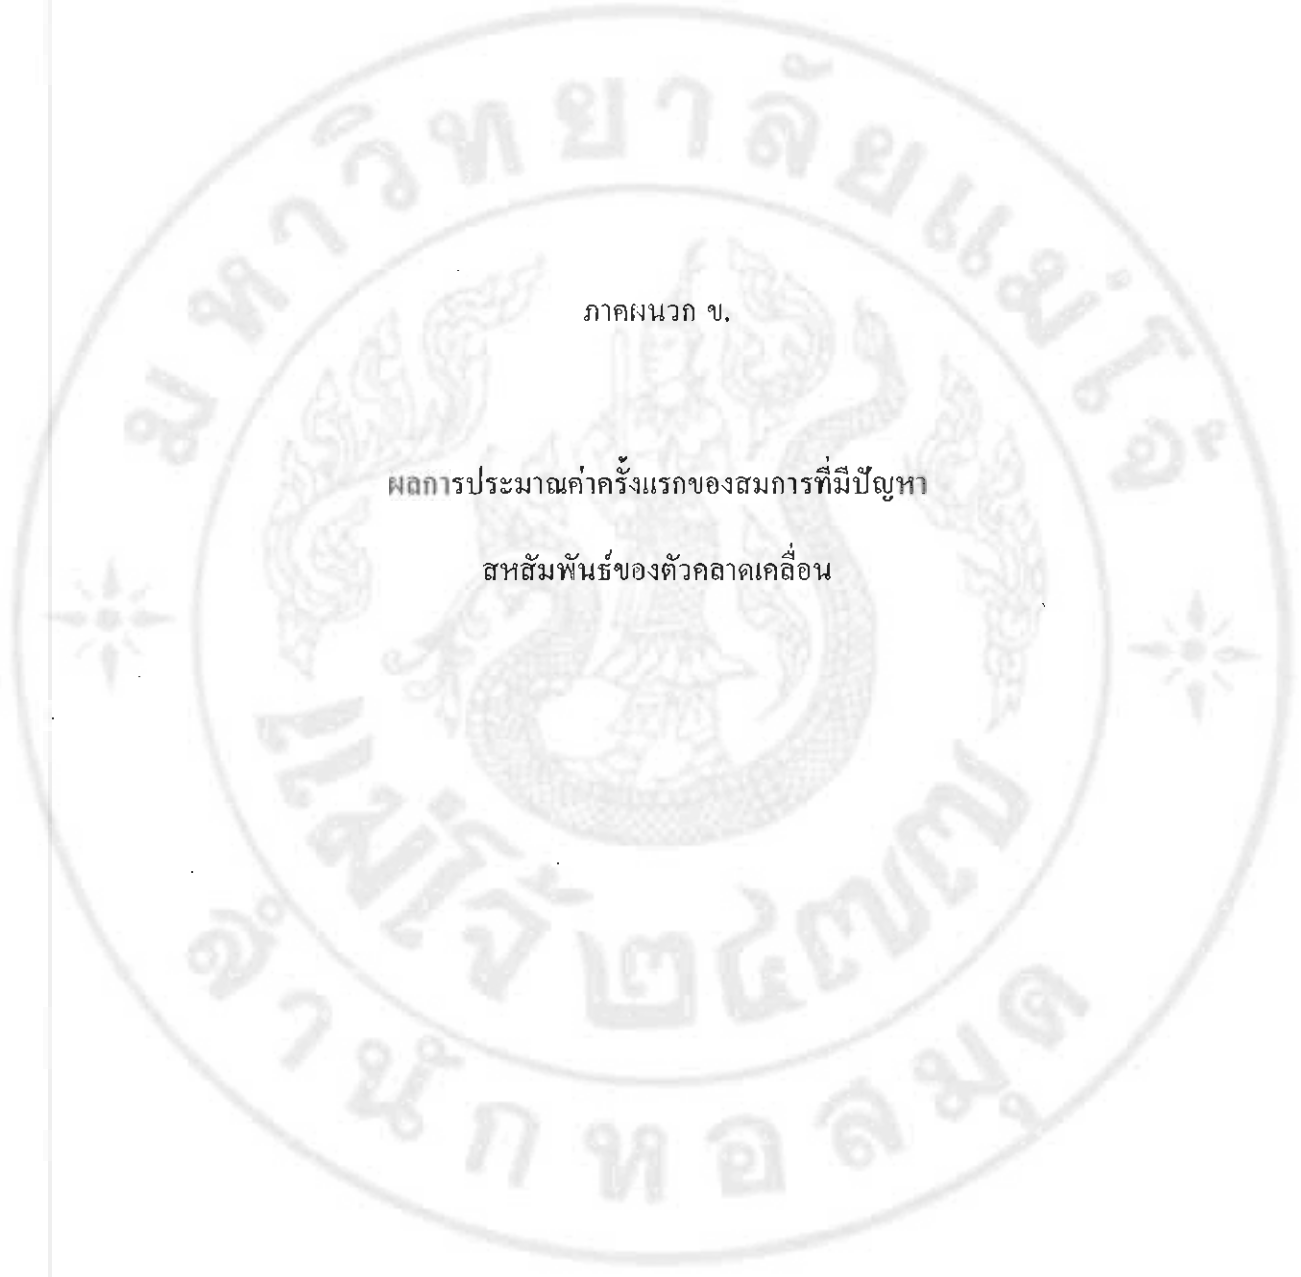 ภาคผนวก ข.
ผลการประมาณค่าครั้งแรกของสมการที่มีปัญหา
สหสัมพันธ์ของตัวคลาดเคลื่อน
มหาวิทยาลัยแม่โจ้
แม่โจ้ ๒๔๗๗
สำนักหอสมุด